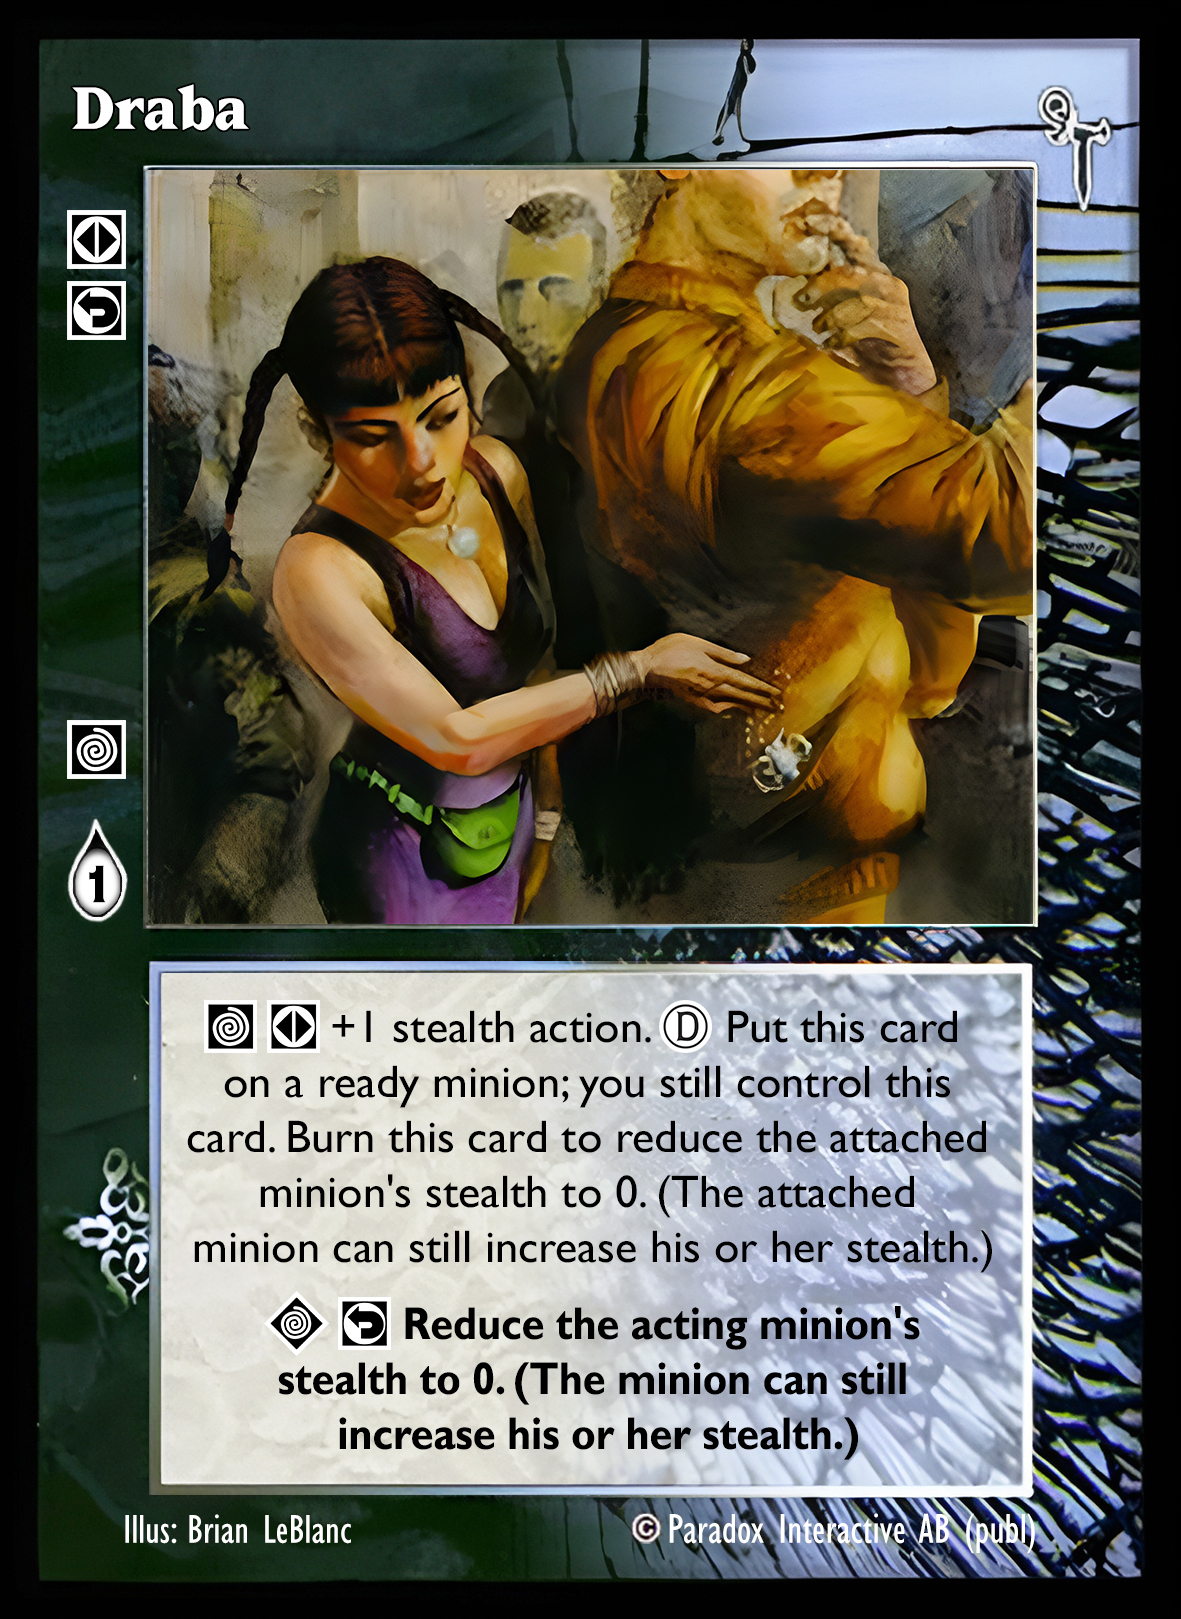 Draba
1
+1 stealth action. D Put this card
on a ready minion; you still control this
card. Burn this card to reduce the attached
minion's stealth to 0. (The attached
minion can still increase his or her stealth.)
Reduce the acting minion's
stealth to 0. (The minion can still
increase his or her stealth.)
Illus: Brian LeBlanc
© Paradox Interactive AB (publ)